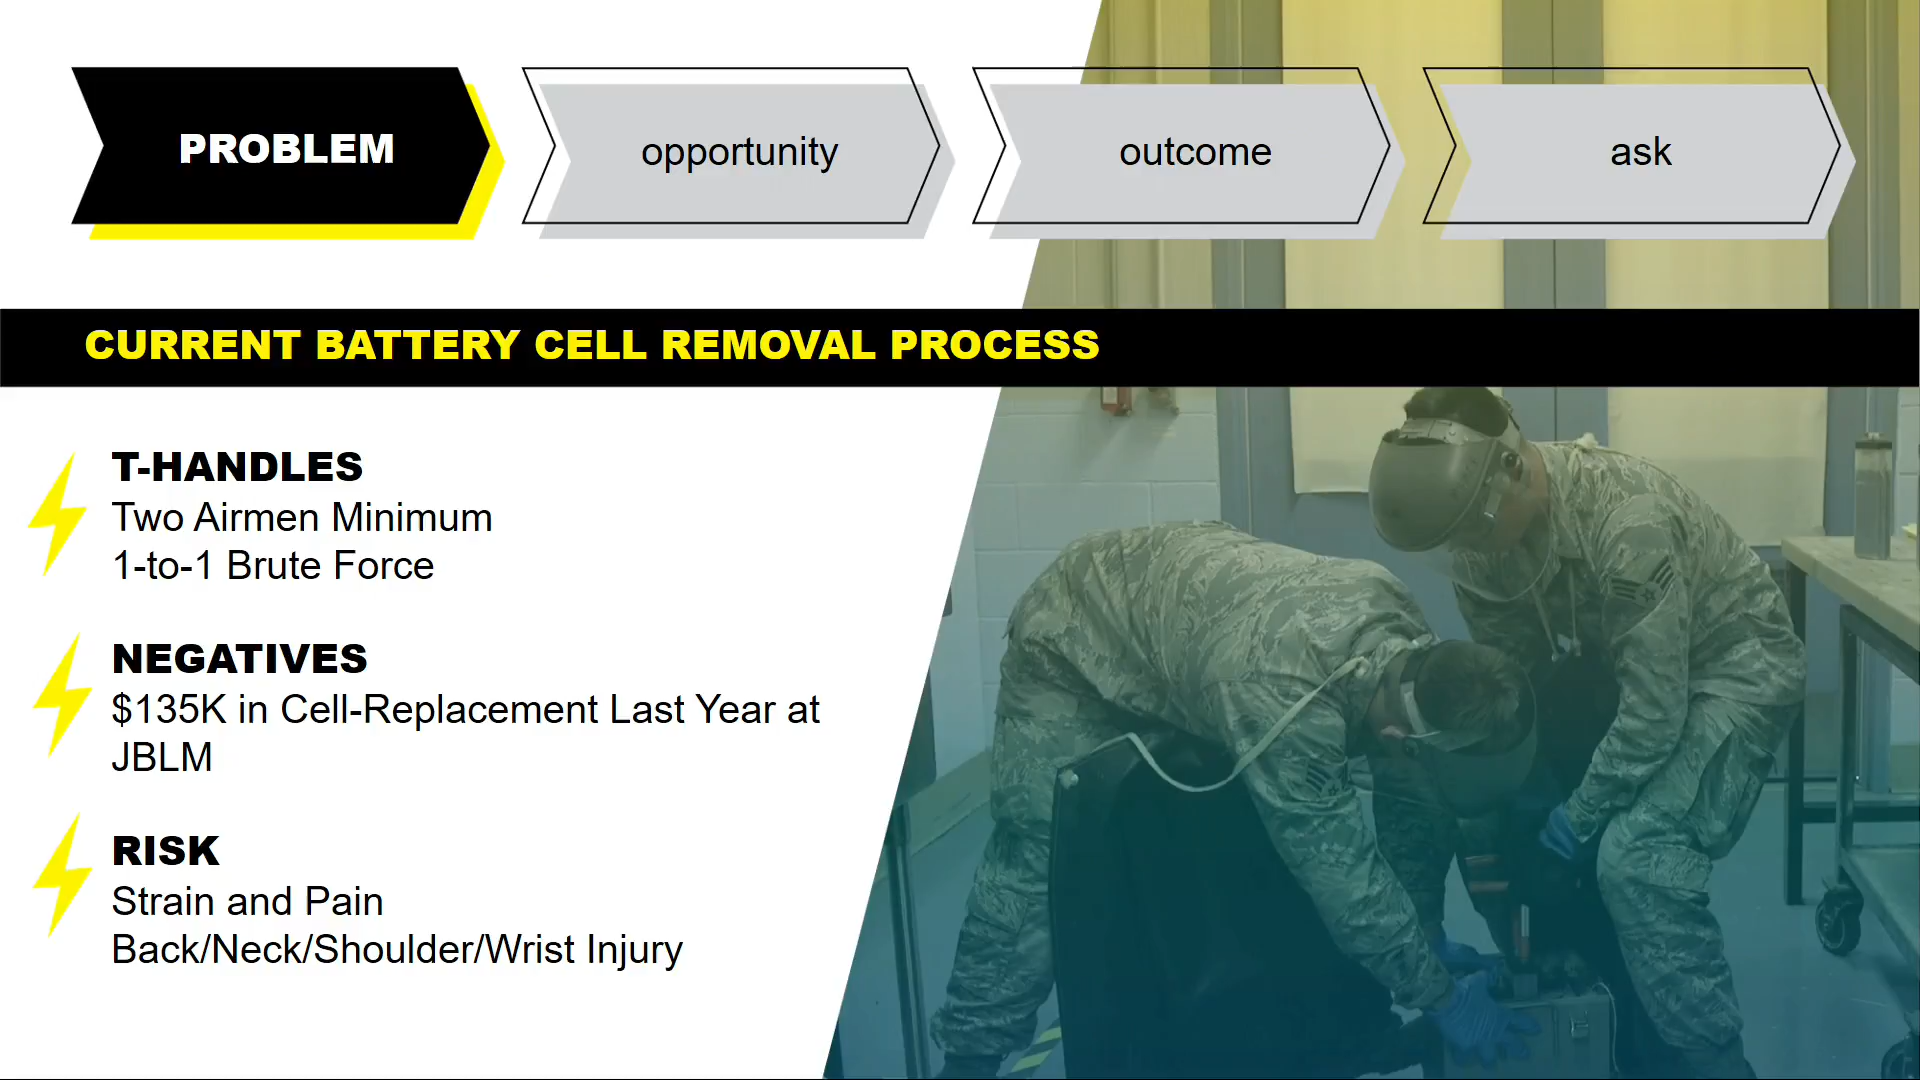 PROBLEM
opportunity
outcome
ask
CURRENT BATTERY CELL REMOVAL PROCESS
T-HANDLES
Two Airmen Minimum
1-to-1 Brute Force
NEGATIVES
$135K in Cell-Replacement Last Year at
JBLM
RISK
Strain and Pain
Back/Neck/Shoulder/Wrist Injury